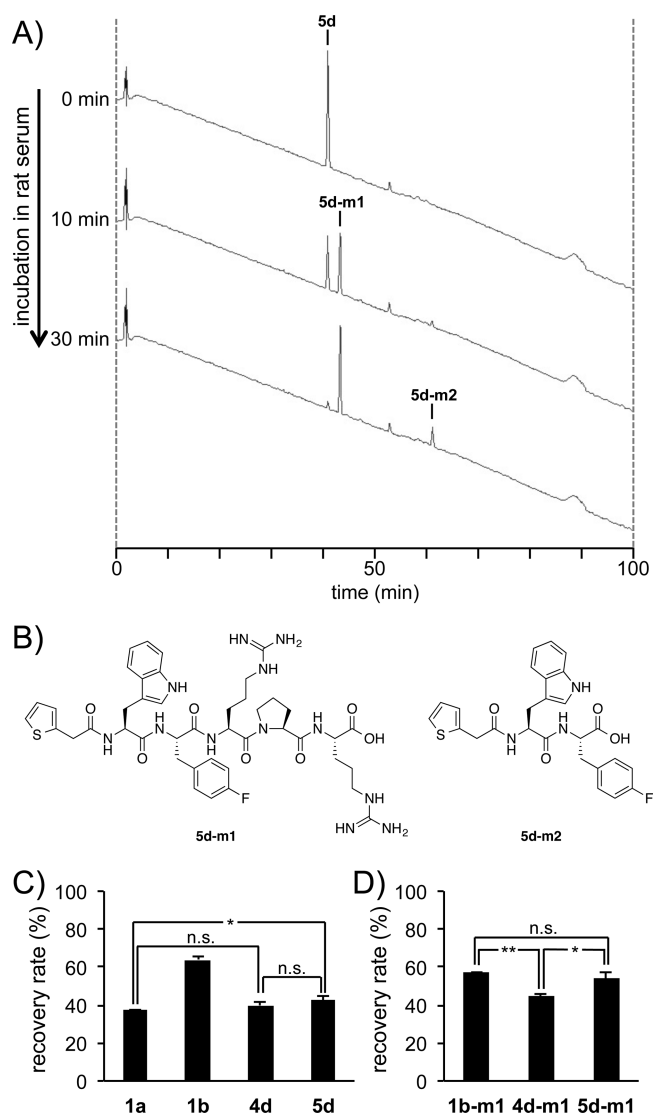 A)
5d
0 min
5d-m1
10 min
30 min
5d-m2
incubation in rat serum
0 50 100
time (min)
B)
HN NH2
NH
NH
NH
O
O
H
N
O
N
H
N
O
H
N
O
OH
S
N
H
O
O
O
F
NH
HN NH2
5d-m1
S
O
N
H
O
H
N
O
OH
F
5d-m2
C)
100
80
60
40
20
0
recovery rate (%)
*
n.s.
n.s.
1a 1b 4d 5d
D)
100
80
60
40
20
0
recovery rate (%)
n.s.
** *
1b-m1 4d-m1 5d-m1